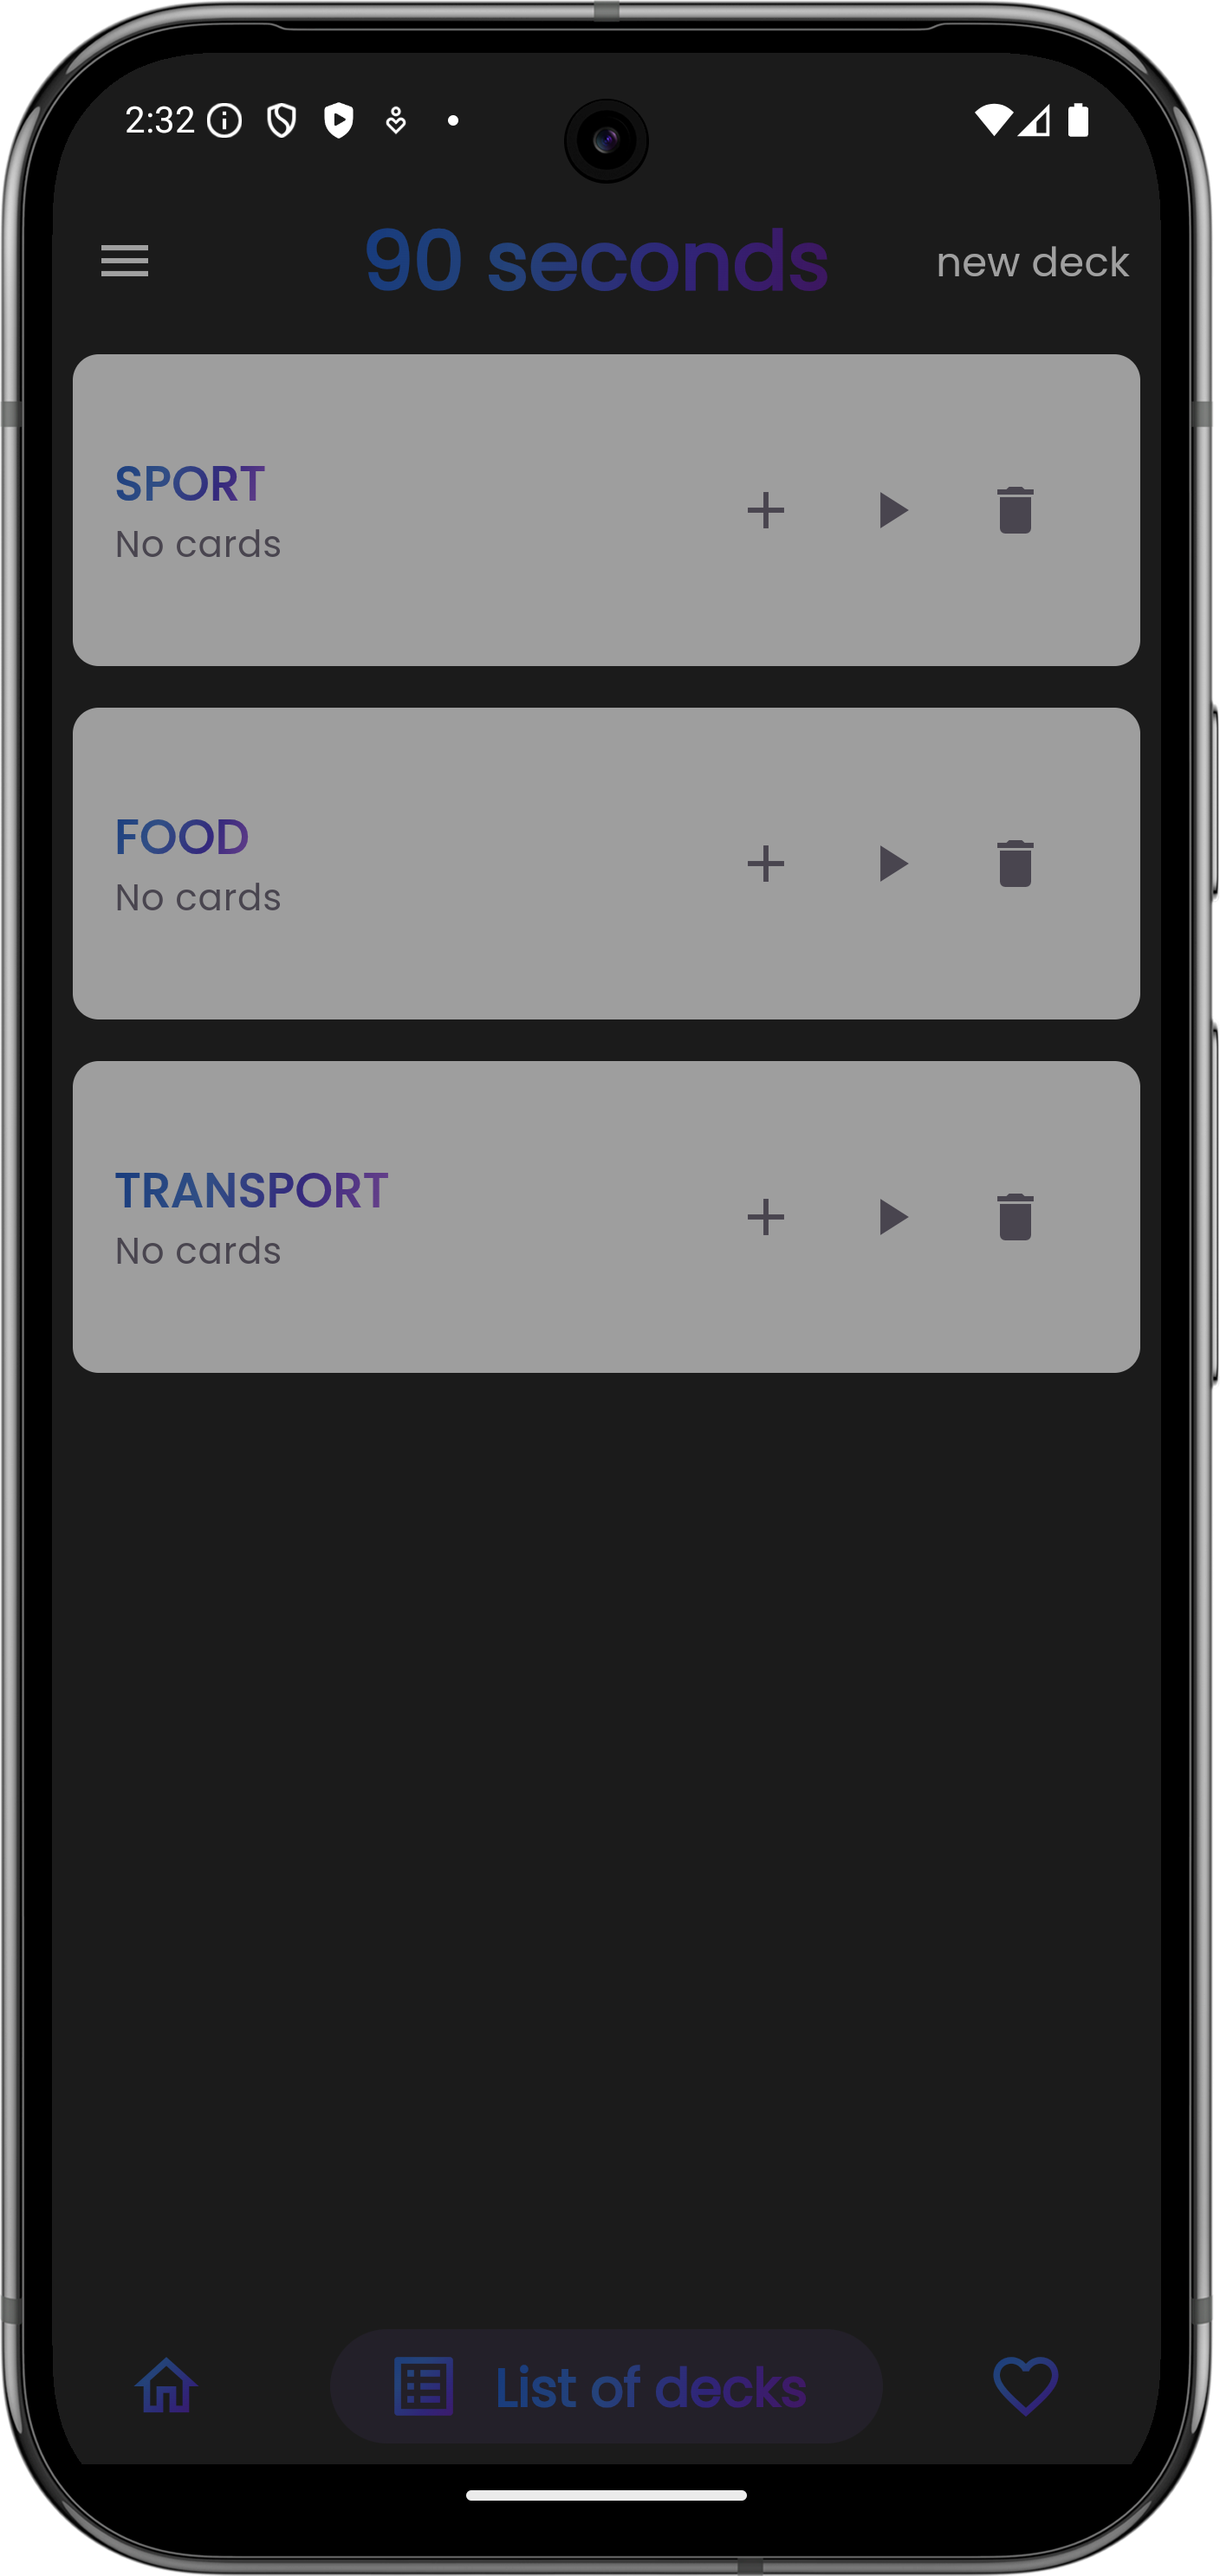 2:32
90 seconds
new deck
SPORT
No cards
FOOD
No cards
TRANSPORT
No cards
List of decks